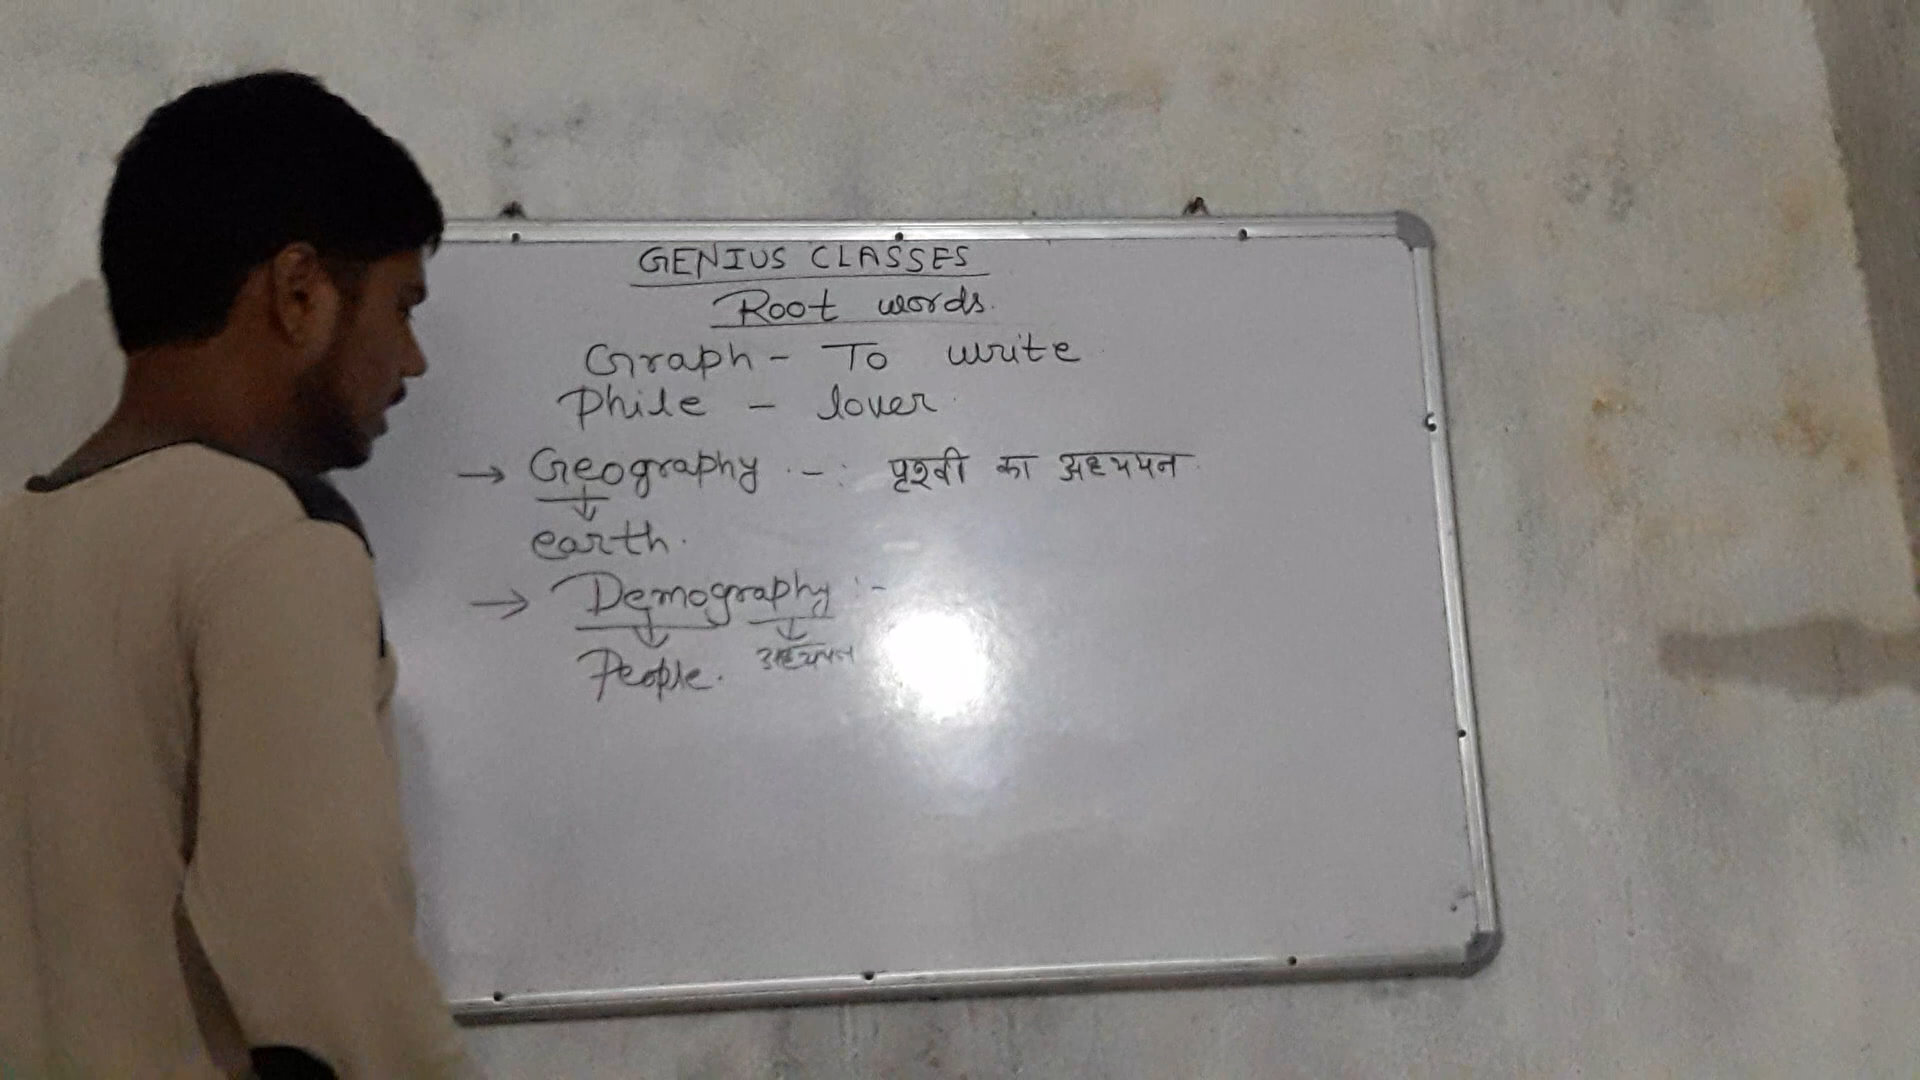 GENIUS CLASSES
Root words.
Graph - To write
Phile - lover
→ Geography -: पृथ्वी का अध्ययन
↓
earth.
→ Demography :-
↓ ↓
People. अध्ययन